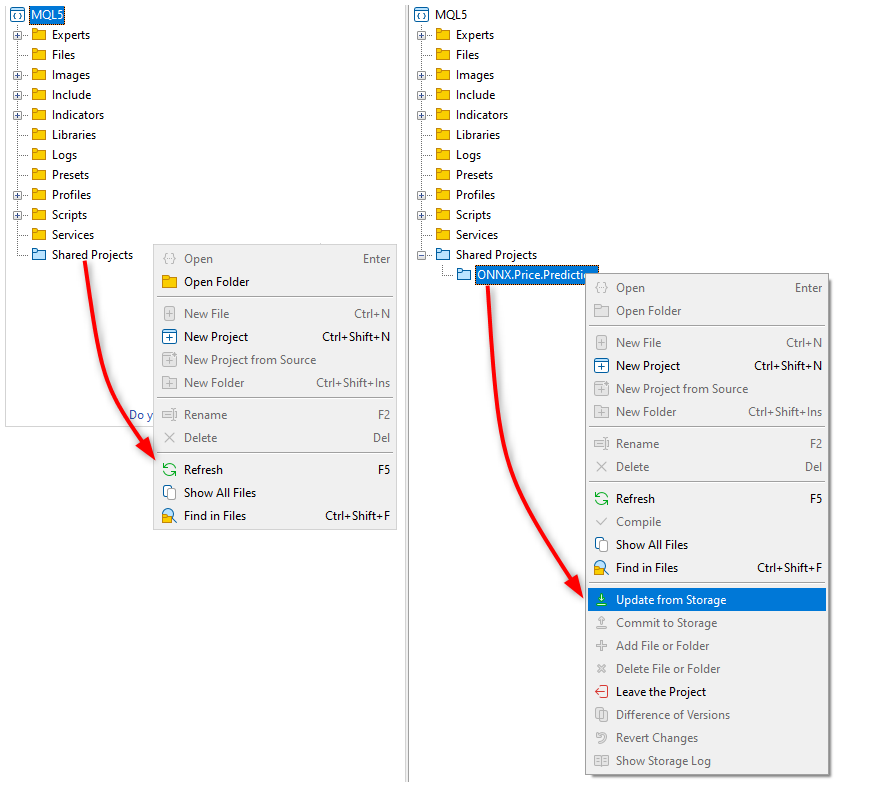 MQL5
Experts
Files
Images
Include
Indicators
Libraries
Logs
Presets
Profiles
Scripts
Services
Shared Projects
Open Enter
Open Folder
New File Ctrl+N
New Project Ctrl+Shift+N
New Project from Source
New Folder Ctrl+Shift+Ins
Do y
Rename F2
Delete Del
Refresh F5
Show All Files
Find in Files Ctrl+Shift+F
MQL5
Experts
Files
Images
Include
Indicators
Libraries
Logs
Presets
Profiles
Scripts
Services
Shared Projects
ONNX.Price.Predictio
Open Enter
Open Folder
New File Ctrl+N
New Project Ctrl+Shift+N
New Project from Source
New Folder Ctrl+Shift+Ins
Rename F2
Delete Del
Refresh F5
Compile
Show All Files
Find in Files Ctrl+Shift+F
Update from Storage
Commit to Storage
Add File or Folder
Delete File or Folder
Leave the Project
Difference of Versions
Revert Changes
Show Storage Log